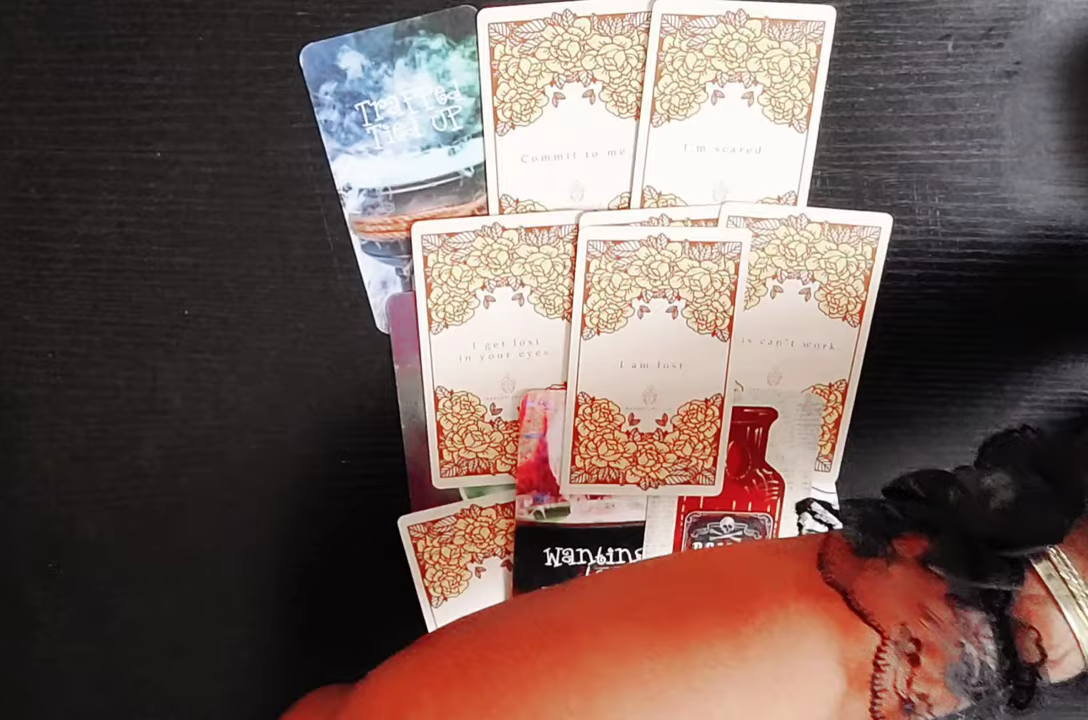 Trapped
Tied UP
Commit to me
I'm scared
I get lost
in your eyes
I am lost
is can't work
Wanting